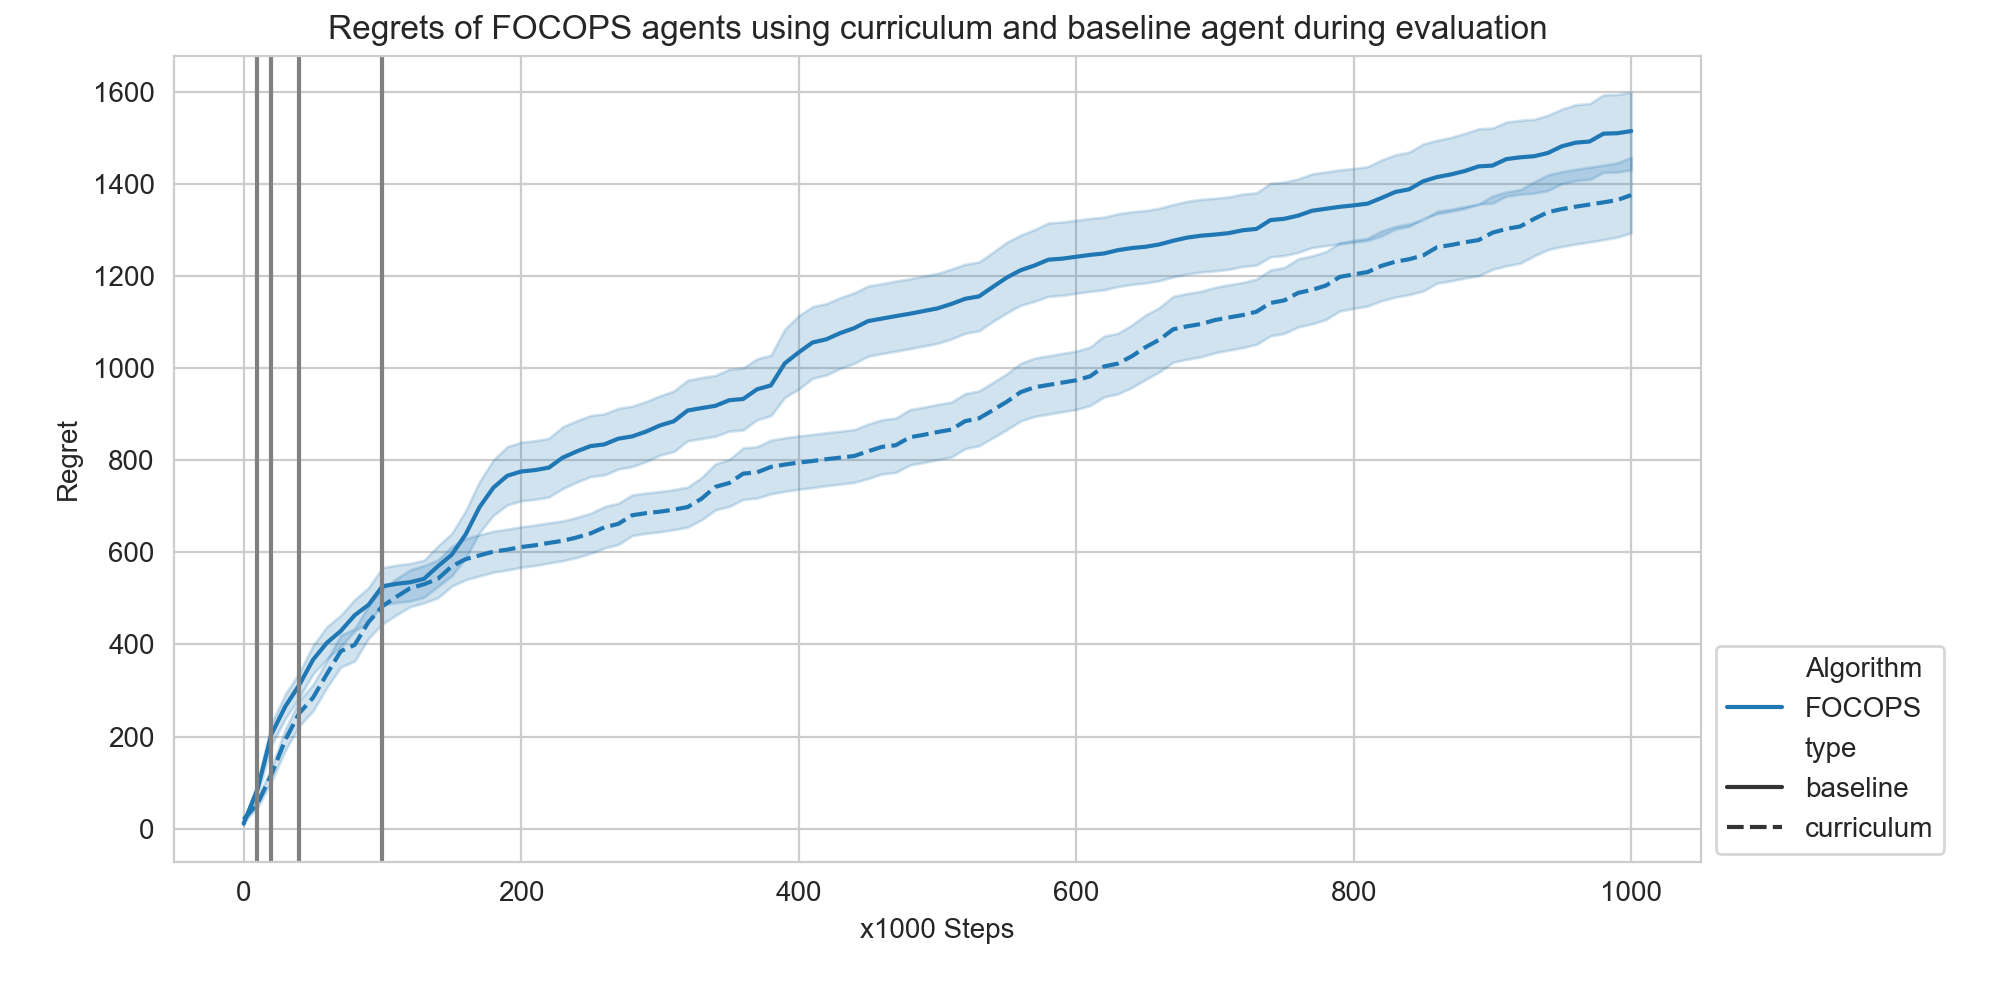 Regrets of FOCOPS agents using curriculum and baseline agent during evaluation
1600
1400
1200
1000
800
600
400
200
0
Regret
0 200 400 600 800 1000
x1000 Steps
Algorithm
FOCOPS
type
baseline
curriculum